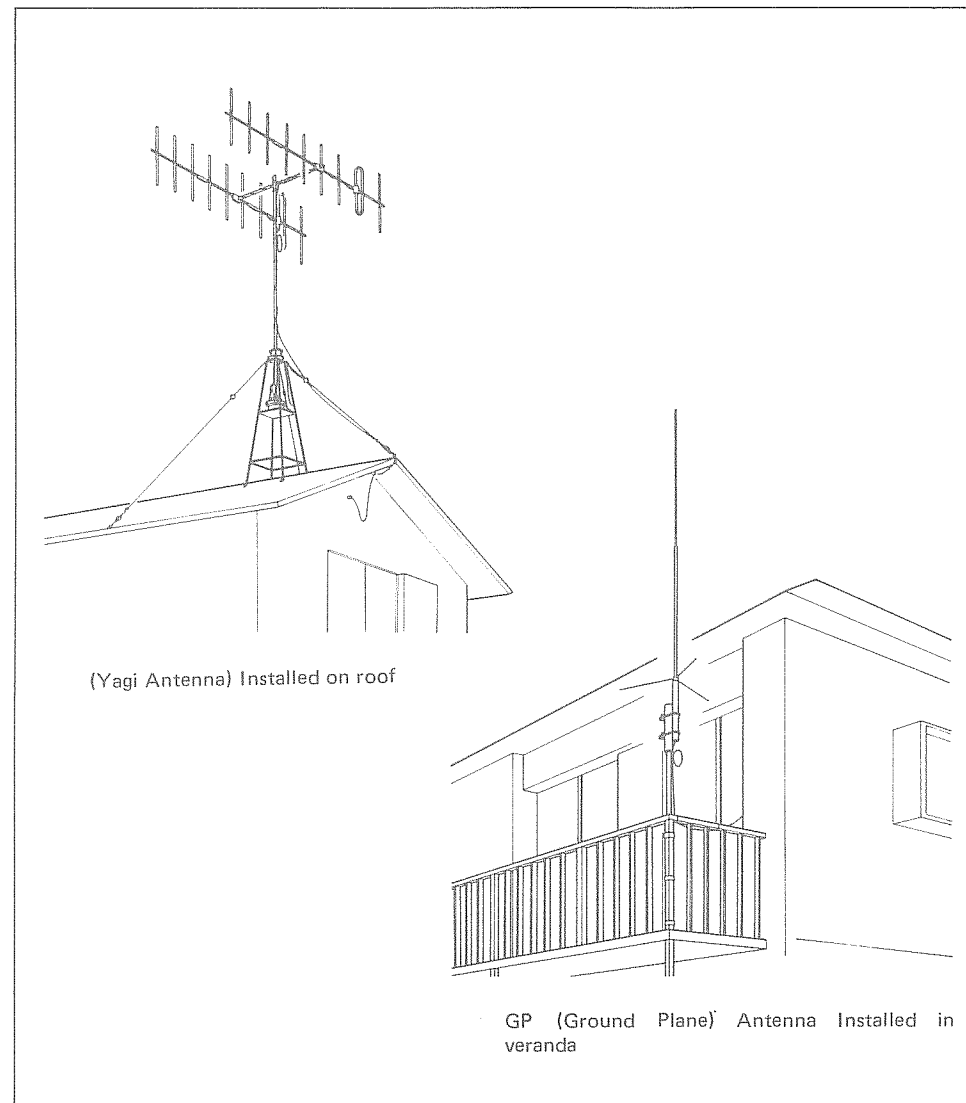 (Yagi Antenna) Installed on roof
GP (Ground Plane) Antenna Installed in
veranda